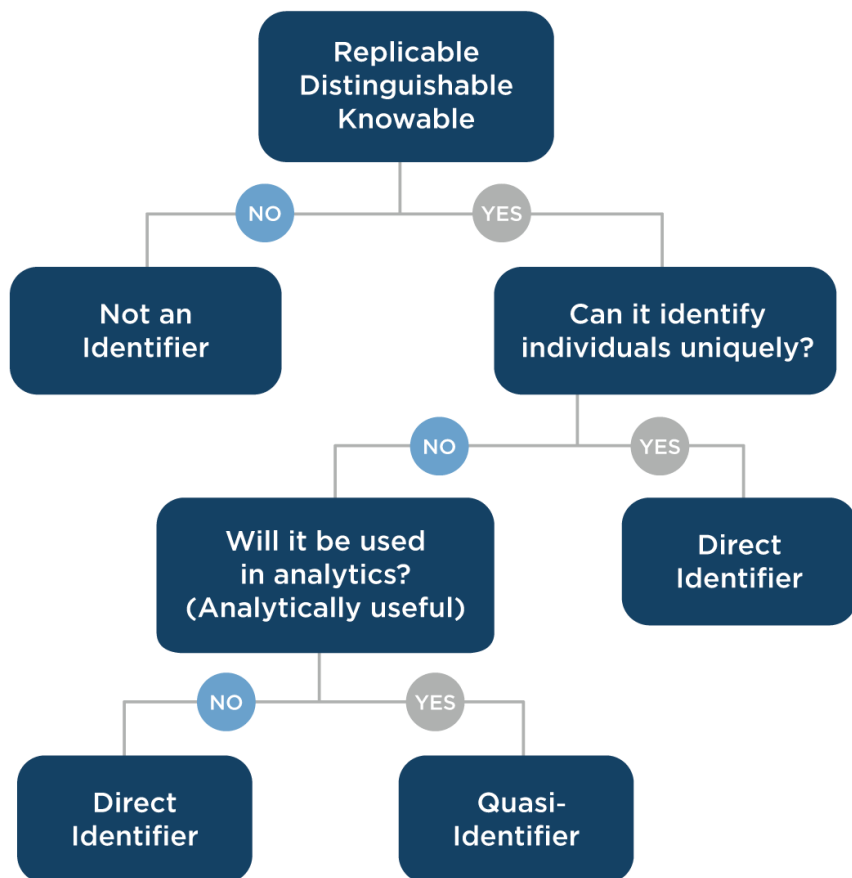 Replicable
Distinguishable
Knowable
NO
YES
Not an
Identifier
Can it identify
individuals uniquely?
NO
YES
Will it be used
in analytics?
(Analytically useful)
Direct
Identifier
NO
YES
Direct
Identifier
Quasi-
Identifier